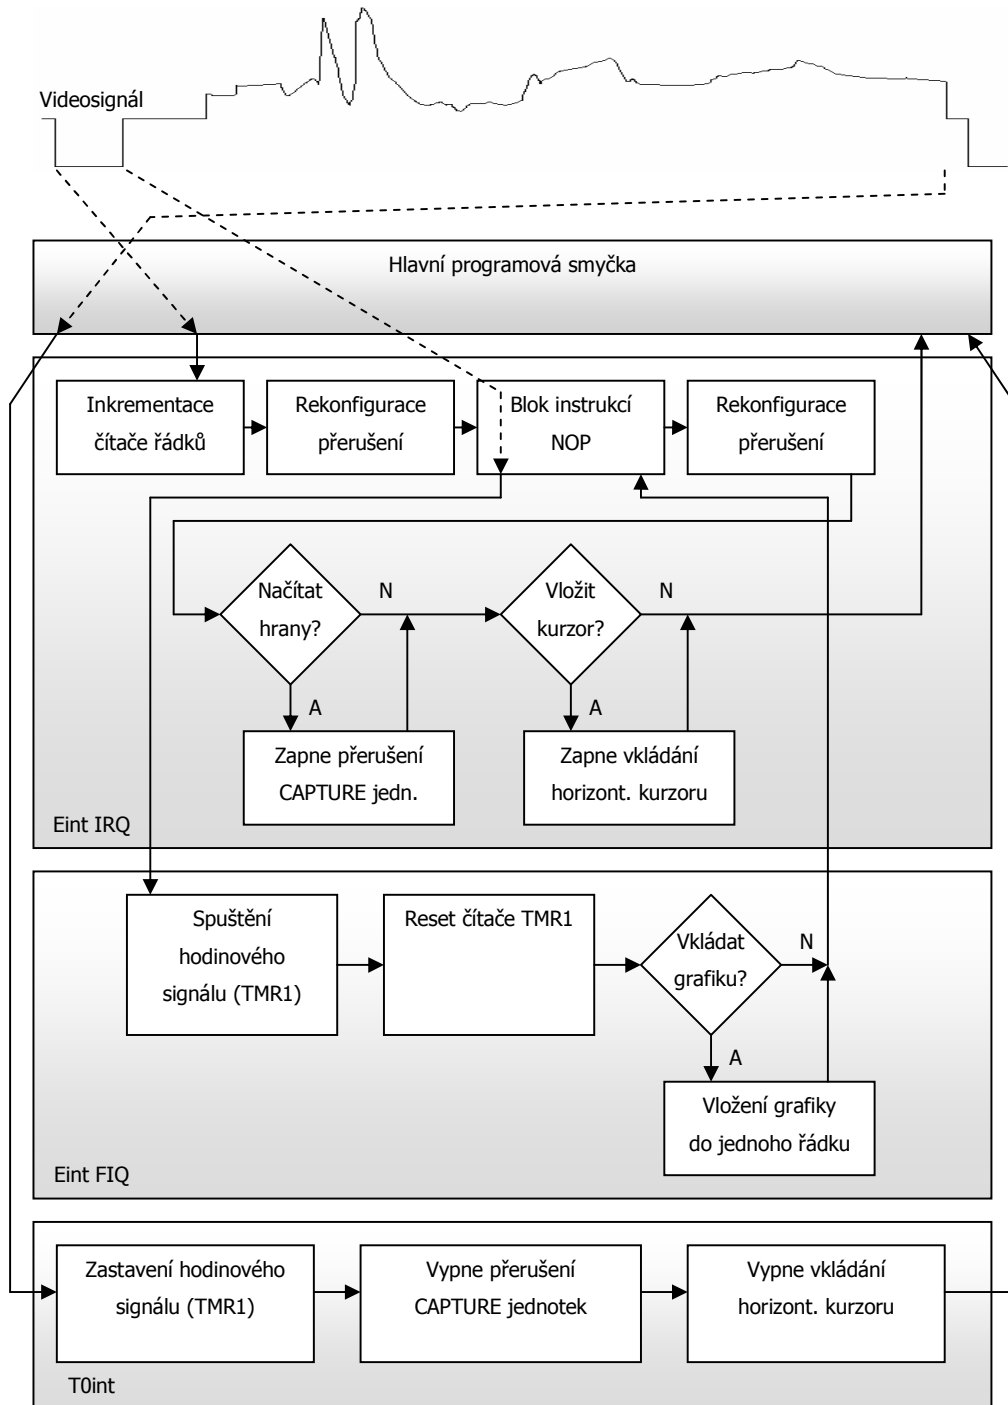 Videosignál
Hlavní programová smyčka
Inkrementace
čítače řádků
Rekonfigurace
přerušení
Blok instrukcí
NOP
Rekonfigurace
přerušení
Načítat
hrany?
N
A
Vložit
kurzor?
N
A
Zapne přerušení
CAPTURE jedn.
Zapne vkládání
horizont. kurzoru
Eint IRQ
Spuštění
hodinového
signálu (TMR1)
Reset čítače TMR1
Vkládat
grafiku?
N
A
Vložení grafiky
do jednoho řádku
Eint FIQ
Zastavení hodinového
signálu (TMR1)
Vypne přerušení
CAPTURE jednotek
Vypne vkládání
horizont. kurzoru
T0int